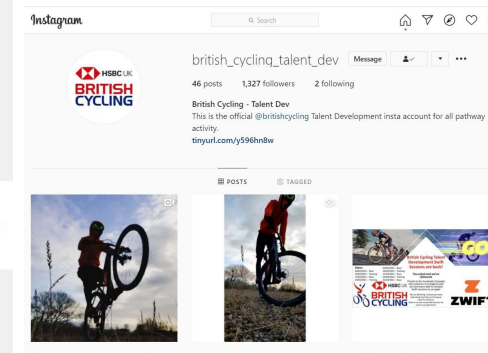 Instagram
Search
HSBC UK
BRITISH
CYCLING
british_cycling_talent_dev Message
46 posts 1,327 followers 2 following
British Cycling - Talent Dev
This is the official @britishcycling Talent Development insta account for all pathway
activity.
tinyurl.com/y596hn8w
POSTS TAGGED
GO
British Cycling Talent
Development Zwift
Sessions are back!
HSBC UK
BRITISH
CYCLING
ZWIFT